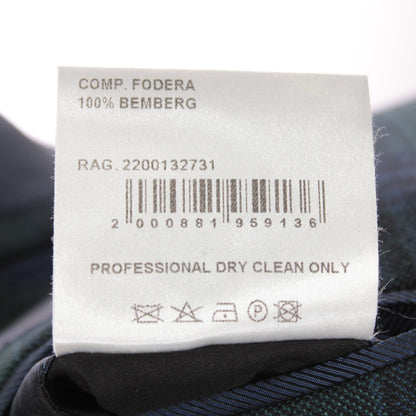 COMP. FODERA
100% BEMBERG
RAG. 2200132731
2 000881 959136
PROFESSIONAL DRY CLEAN ONLY
P